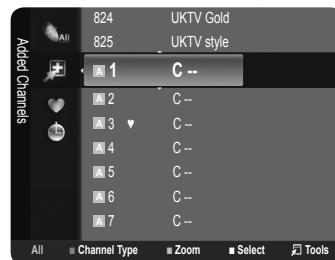 824 UKTV Gold
825 UKTV style
All
Added Channels
A 1 C --
A 2 C --
A 3 ♥ C --
A 4 C --
A 5 C --
A 6 C --
A 7 C --
All Channel Type Zoom Select Tools